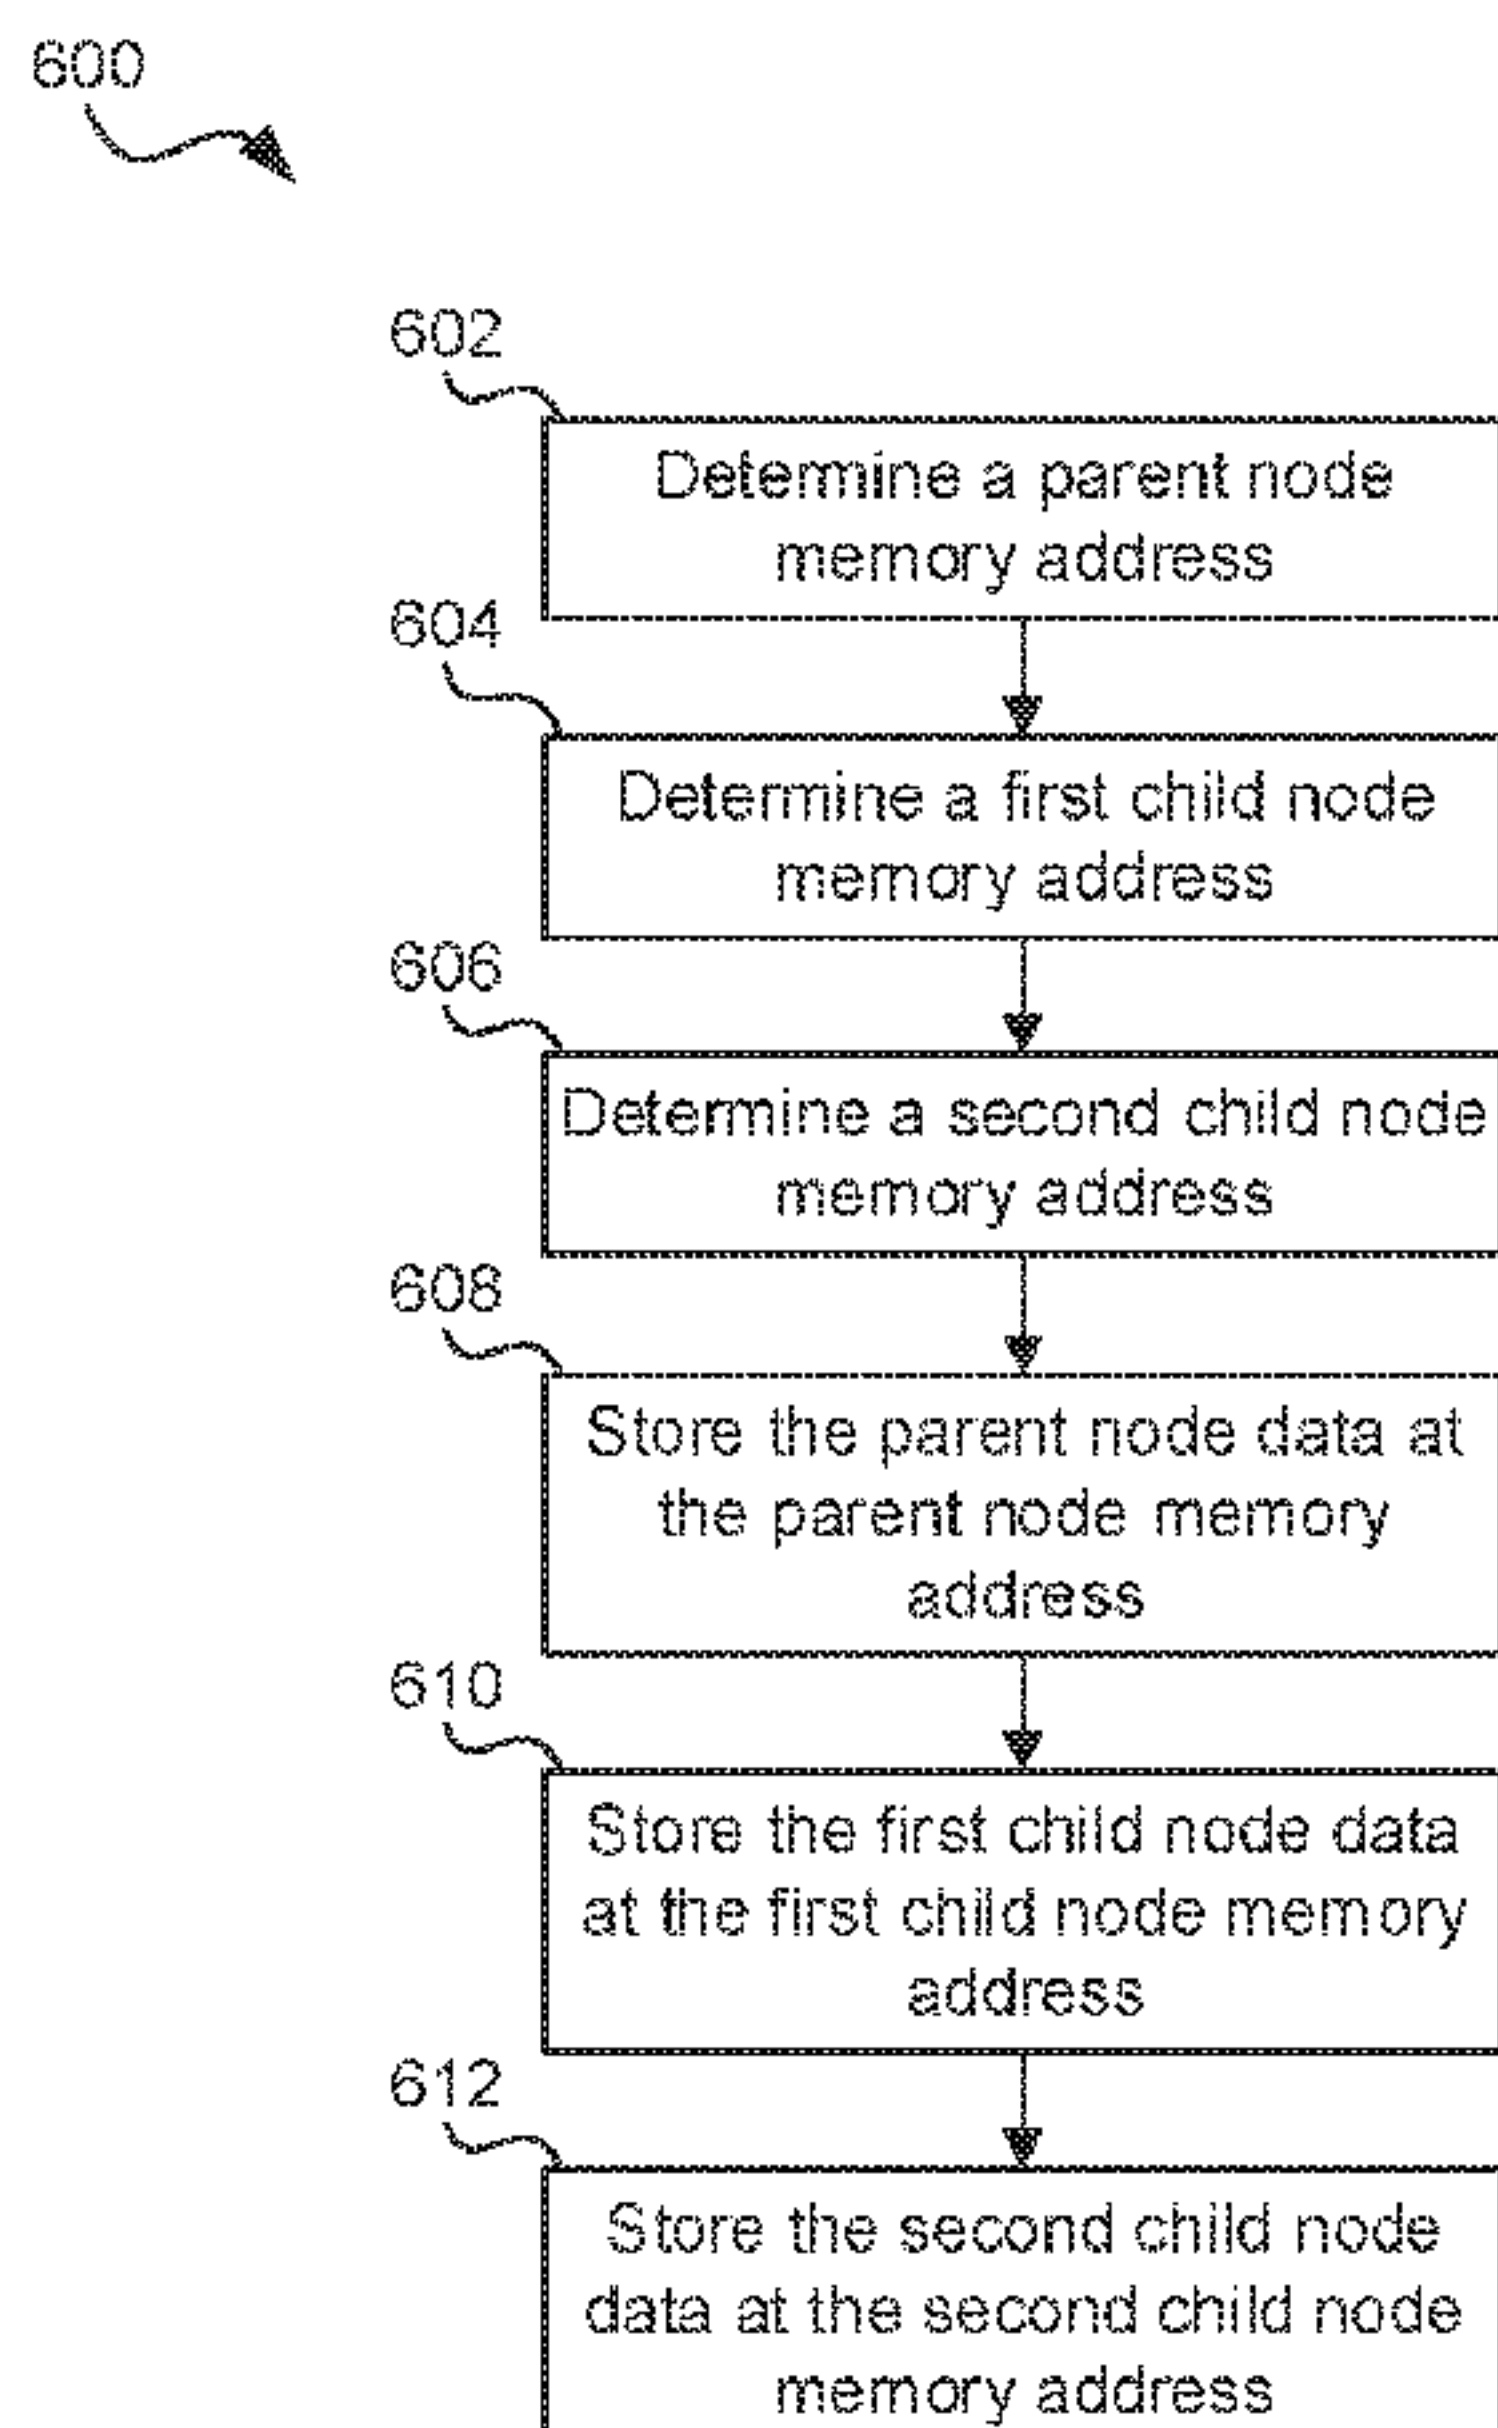 600
602
Determine a parent node
memory address
604
Determine a first child node
memory address
606
Determine a second child node
memory address
608
Store the parent node data at
the parent node memory
address
610
Store the first child node data
at the first child node memory
address
612
Store the second child node
data at the second child node
memory address